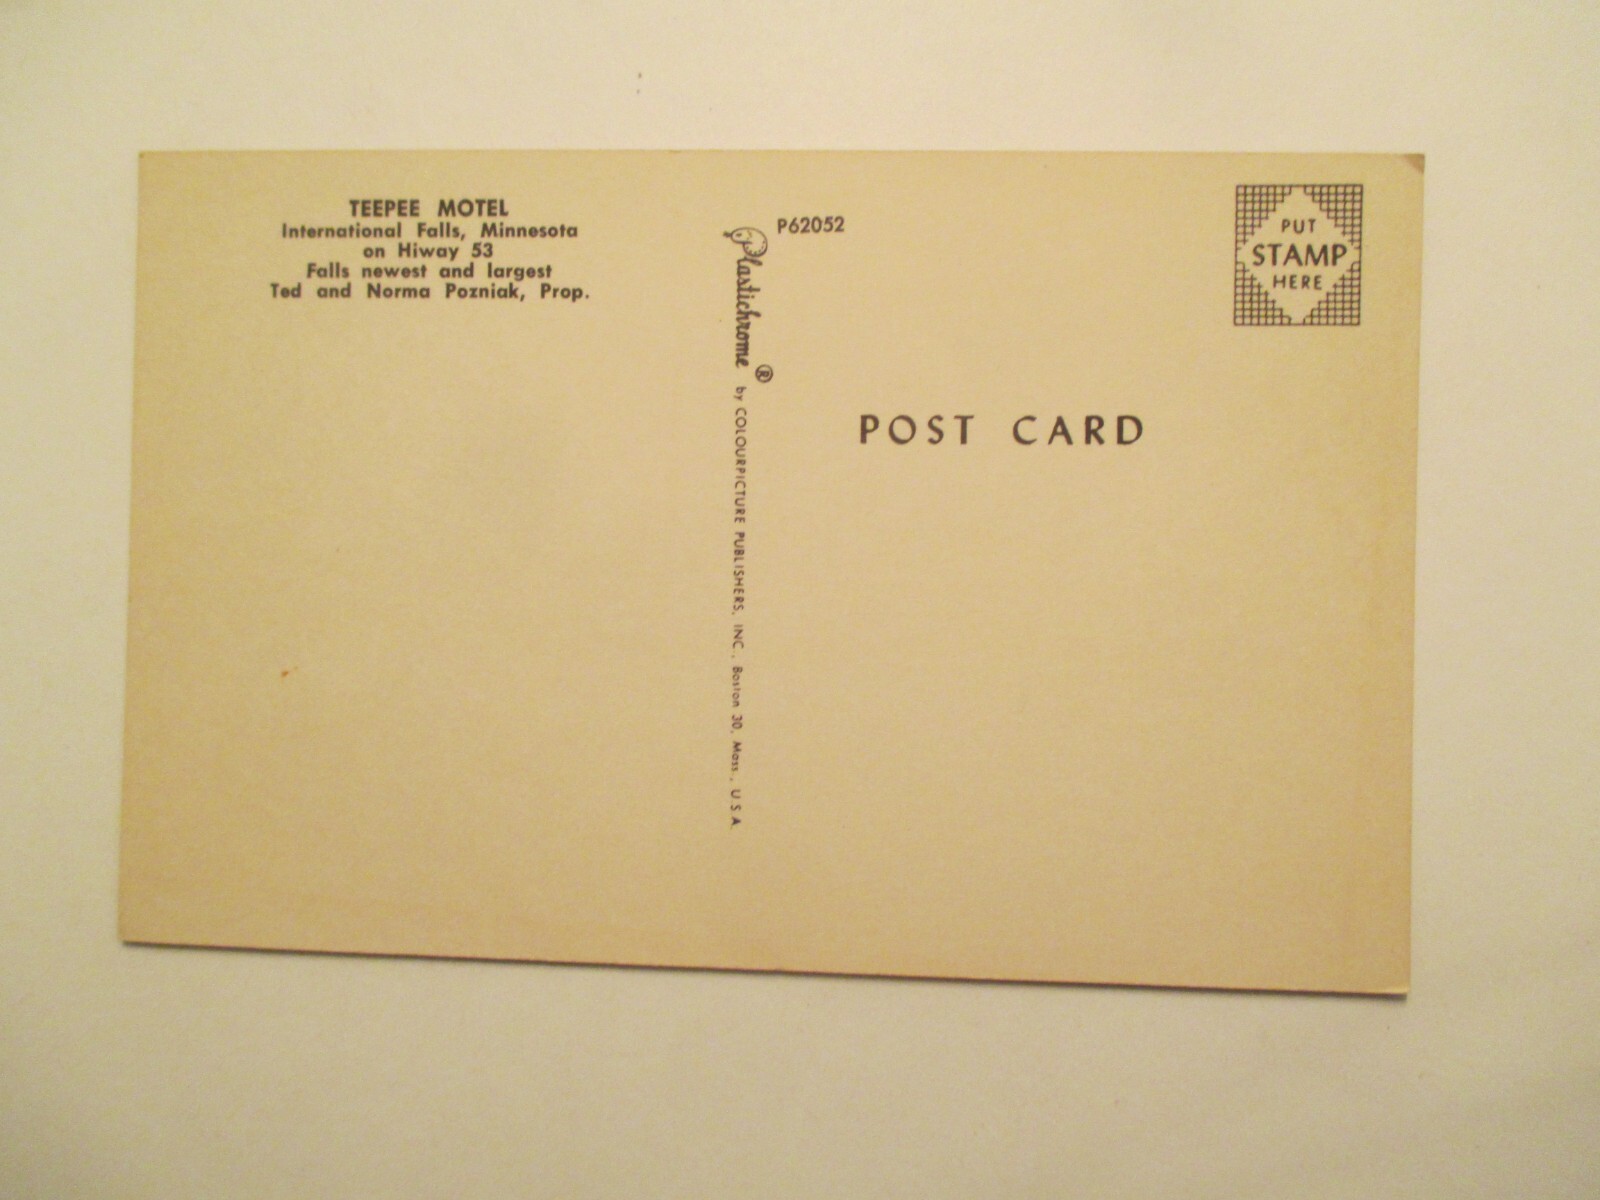 TEEPEE MOTEL
International Falls, Minnesota
on Hiway 53
Falls newest and largest
Ted and Norma Pozniak, Prop.
Plastichrome ® by COLOURPICTURE PUBLISHERS, INC., Boston 30, Mass., U.S.A.
P62052
PUT
STAMP
HERE
POST CARD